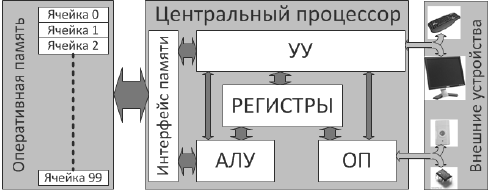 Оперативная память
Ячейка 0
Ячейка 1
Ячейка 2
Ячейка 99
Интерфейс памяти
Центральный процессор
УУ
РЕГИСТРЫ
АЛУ
ОП
Внешние устройства